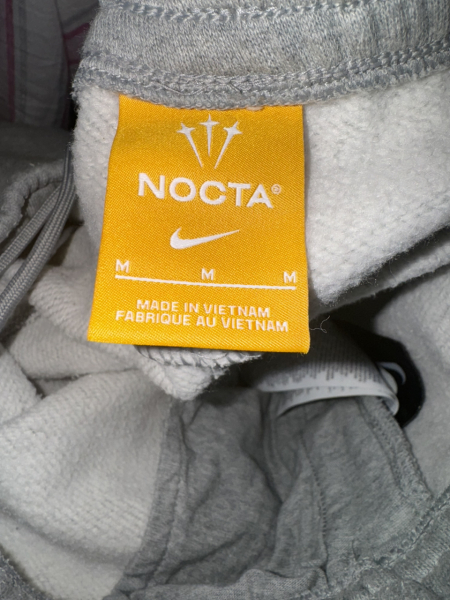 NOCTA®
M M M
MADE IN VIETNAM
FABRIQUE AU VIETNAM